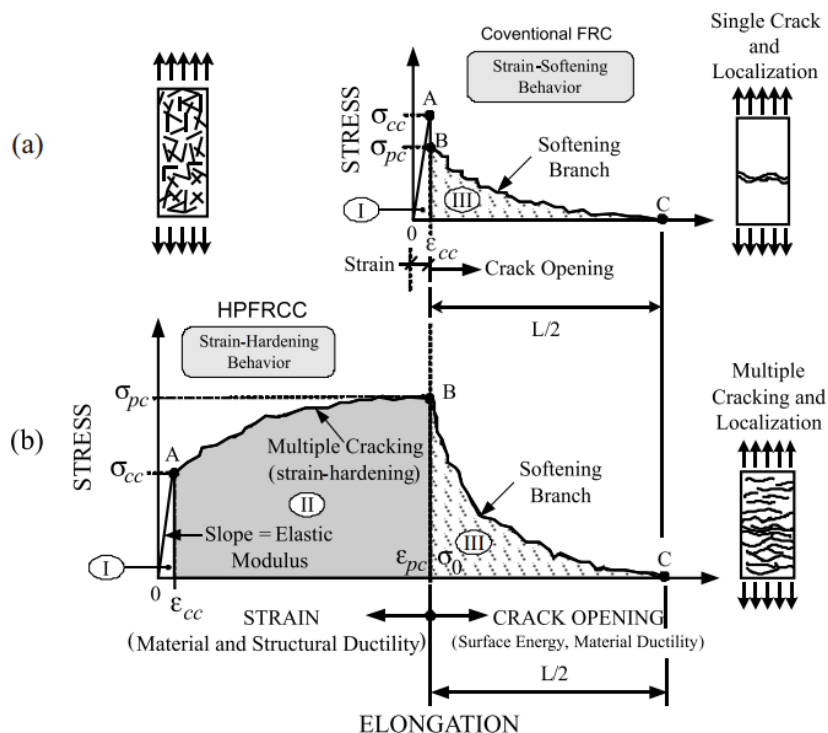 (a)
Coventional FRC
Strain-Softening
Behavior
Single Crack
and
Localization
STRESS
σcc
σpc
A
B
Softening
Branch
I
III
C
0
εcc
Strain
Crack Opening
L/2
(b)
HPFRCC
Strain-Hardening
Behavior
Multiple
Cracking and
Localization
STRESS
σpc
σcc
A
B
Multiple Cracking
(strain-hardening)
II
Softening
Branch
Slope = Elastic
Modulus
I
εpc
σ0
III
C
0
εcc
STRAIN
(Material and Structural Ductility)
CRACK OPENING
(Surface Energy, Material Ductility)
L/2
ELONGATION